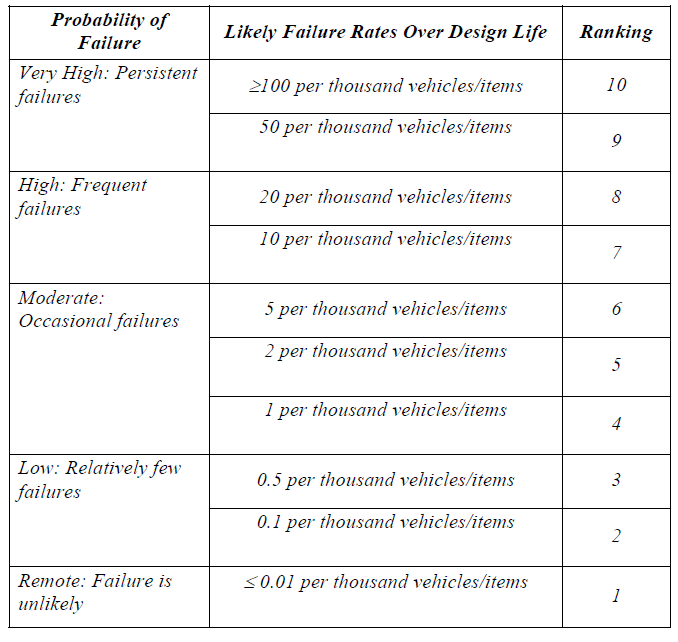 Probability of
Failure
Likely Failure Rates Over Design Life
Ranking
Very High: Persistent
failures
≥100 per thousand vehicles/items
10
50 per thousand vehicles/items
9
High: Frequent
failures
20 per thousand vehicles/items
8
10 per thousand vehicles/items
7
Moderate:
Occasional failures
5 per thousand vehicles/items
6
2 per thousand vehicles/items
5
1 per thousand vehicles/items
4
Low: Relatively few
failures
0.5 per thousand vehicles/items
3
0.1 per thousand vehicles/items
2
Remote: Failure is
unlikely
≤ 0.01 per thousand vehicles/items
1